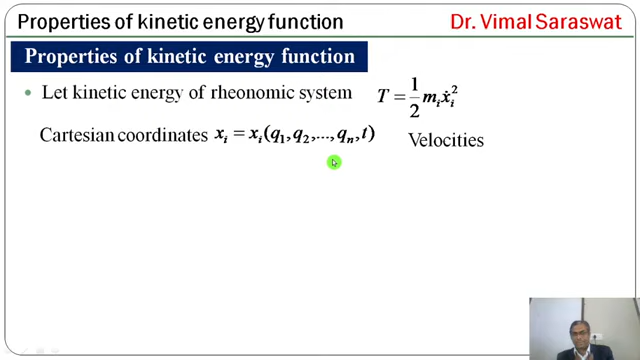 Properties of kinetic energy function Dr. Vimal Saraswat
Properties of kinetic energy function
• Let kinetic energy of rheonomic system T = 1/2 mᵢẋᵢ²
Cartesian coordinates xᵢ = xᵢ(q₁, q₂, ..., qₙ, t) Velocities